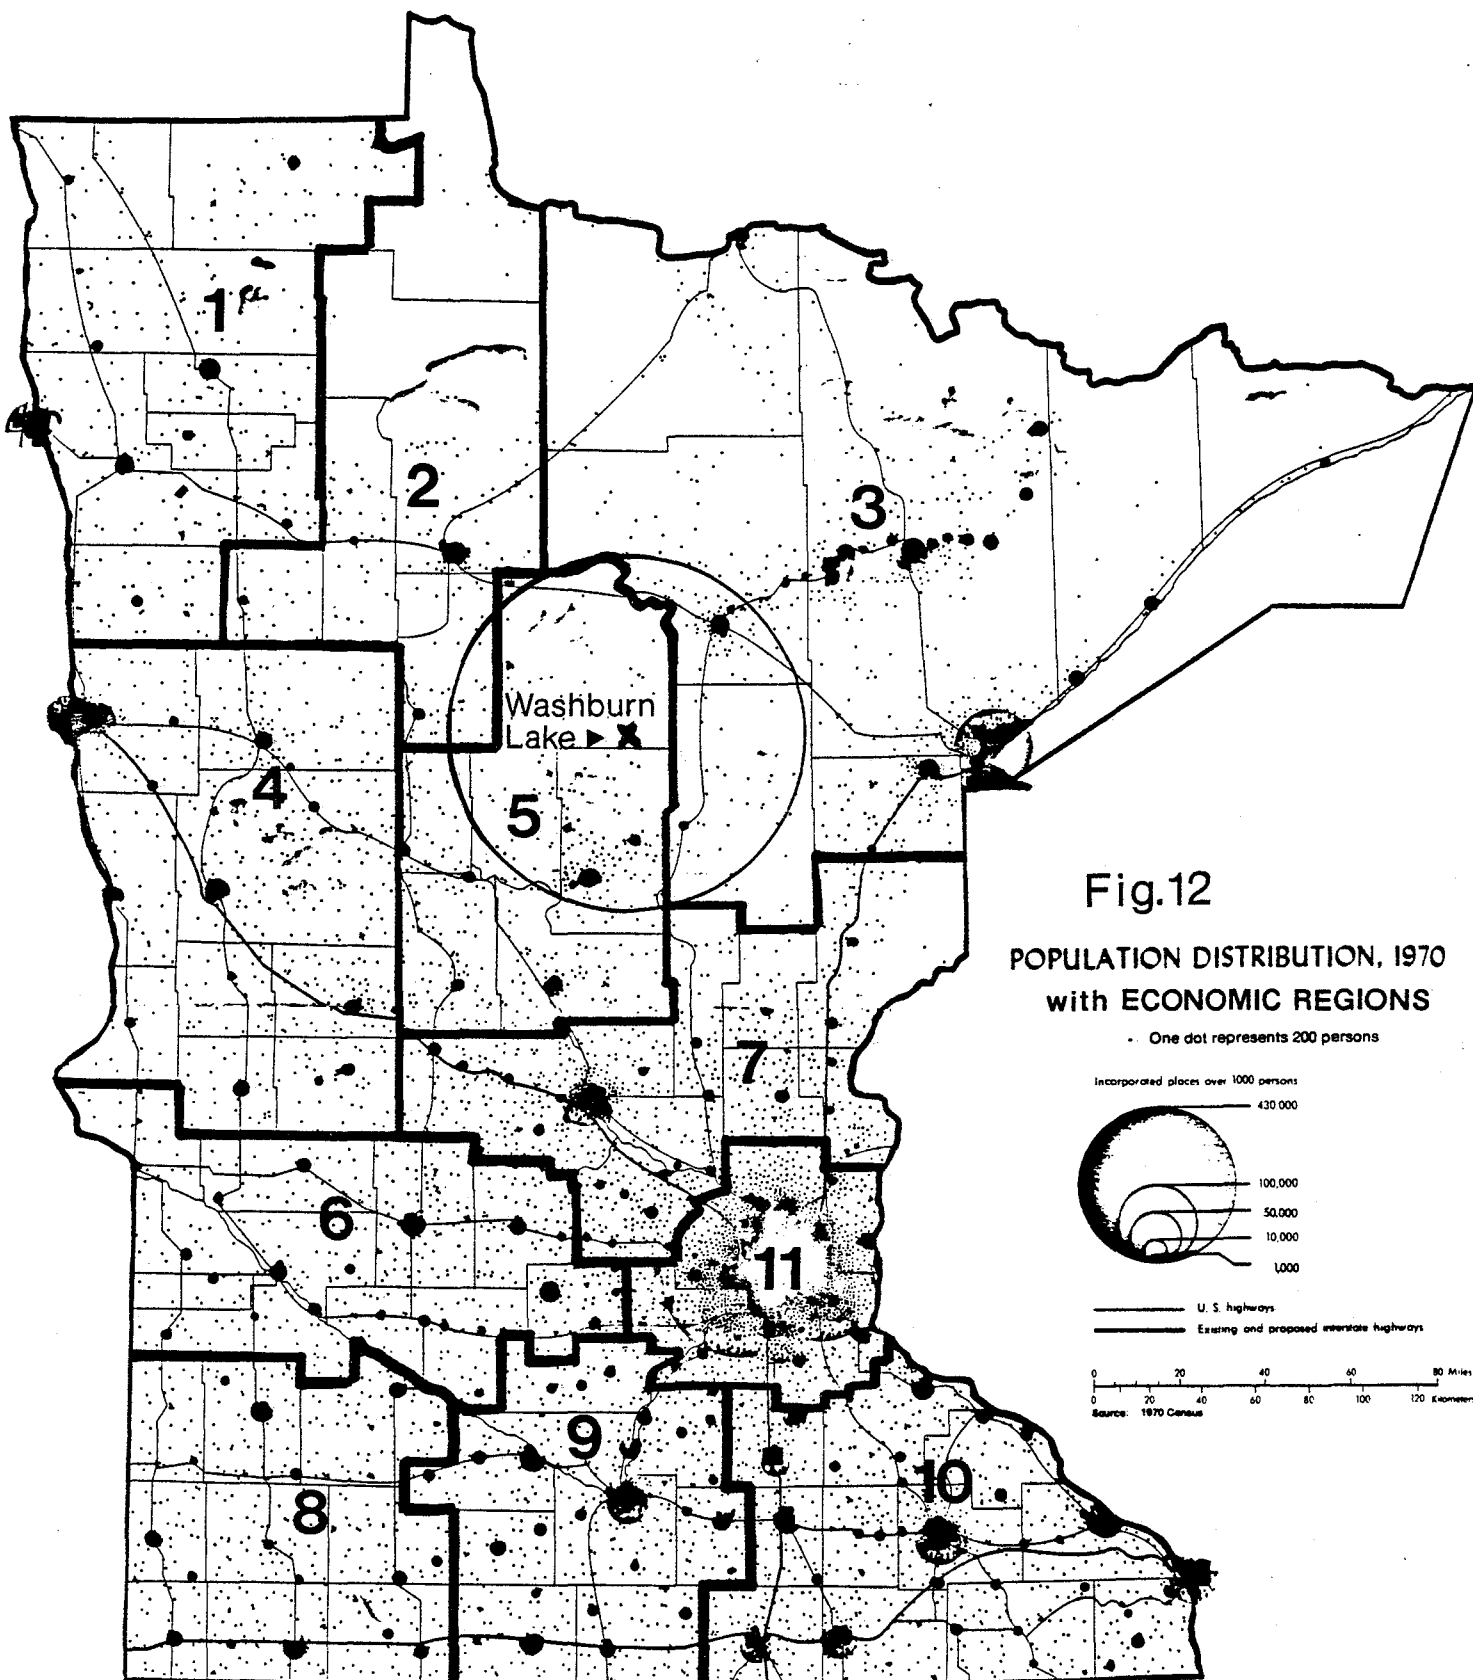 1
2
3
Washburn
Lake ► X
4
5
Fig.12
POPULATION DISTRIBUTION, 1970
with ECONOMIC REGIONS
One dot represents 200 persons
7
Incorporated places over 1000 persons
430,000
100,000
50,000
10,000
1,000
6
11
U. S. highways
Existing and proposed interstate highways
0 20 40 60 80 Miles
0 20 40 60 80 100 120 Kilometers
Source: 1970 Census
9
10
8